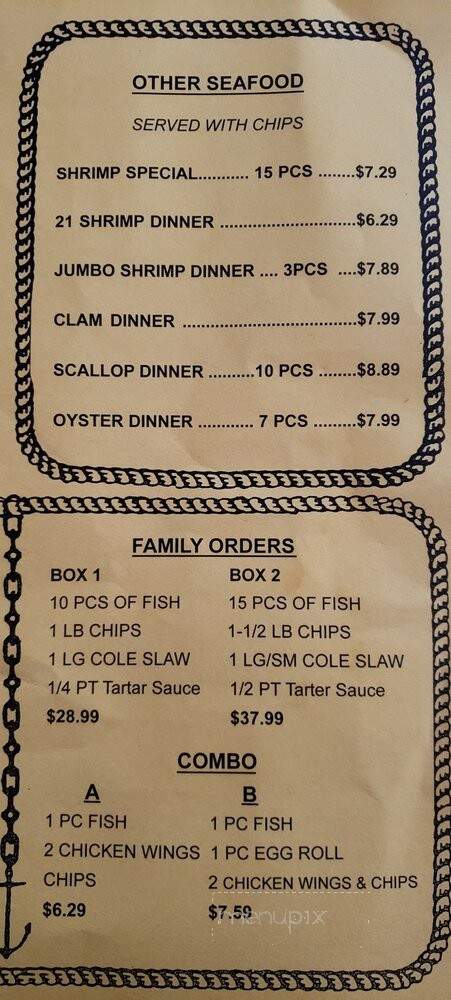 OTHER SEAFOOD
SERVED WITH CHIPS
SHRIMP SPECIAL........... 15 PCS ........$7.29
21 SHRIMP DINNER ..............................$6.29
JUMBO SHRIMP DINNER .... 3PCS ....$7.89
CLAM DINNER ......................................$7.99
SCALLOP DINNER ..........10 PCS ........$8.89
OYSTER DINNER ............ 7 PCS .........$7.99
FAMILY ORDERS
BOX 1
10 PCS OF FISH
1 LB CHIPS
1 LG COLE SLAW
1/4 PT Tartar Sauce
$28.99
BOX 2
15 PCS OF FISH
1-1/2 LB CHIPS
1 LG/SM COLE SLAW
1/2 PT Tarter Sauce
$37.99
COMBO
A
1 PC FISH
2 CHICKEN WINGS
CHIPS
$6.29
B
1 PC FISH
1 PC EGG ROLL
2 CHICKEN WINGS & CHIPS
$7.59
menupix